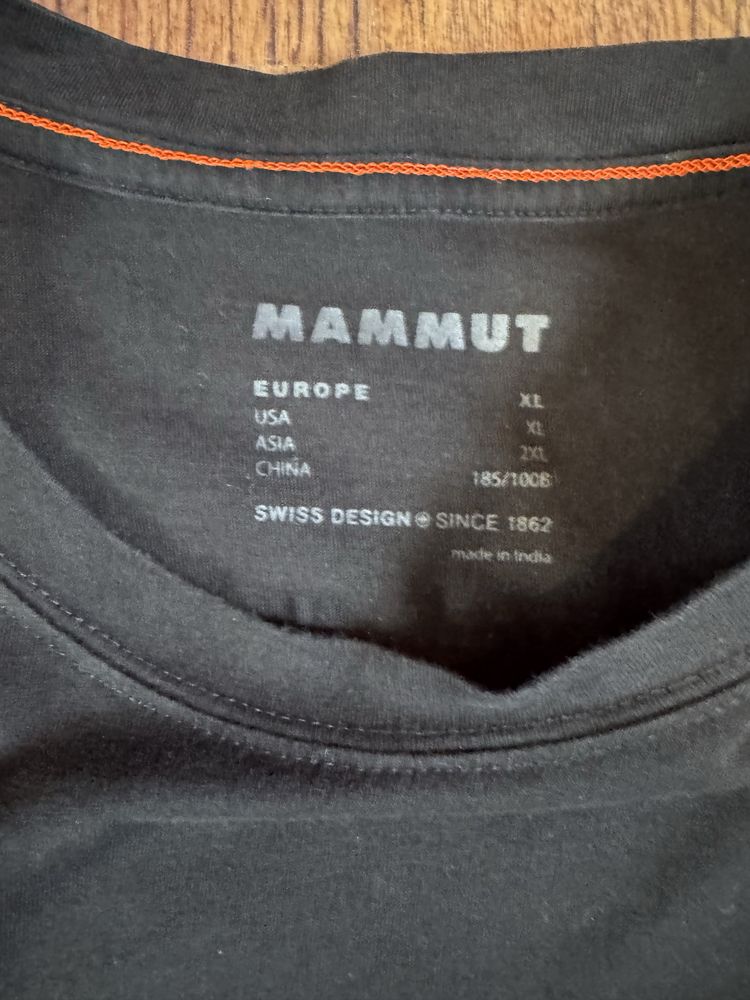 MAMMUT
EUROPE XL
USA XL
ASIA 2XL
CHINA 185/100B
SWISS DESIGN SINCE 1862
made in India